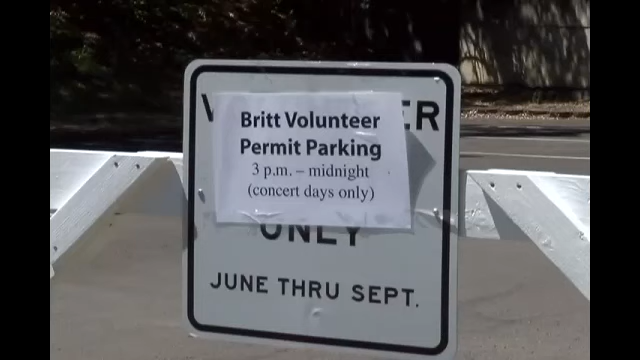 Britt Volunteer
Permit Parking
3 p.m. – midnight
(concert days only)
ONLY
JUNE THRU SEPT.